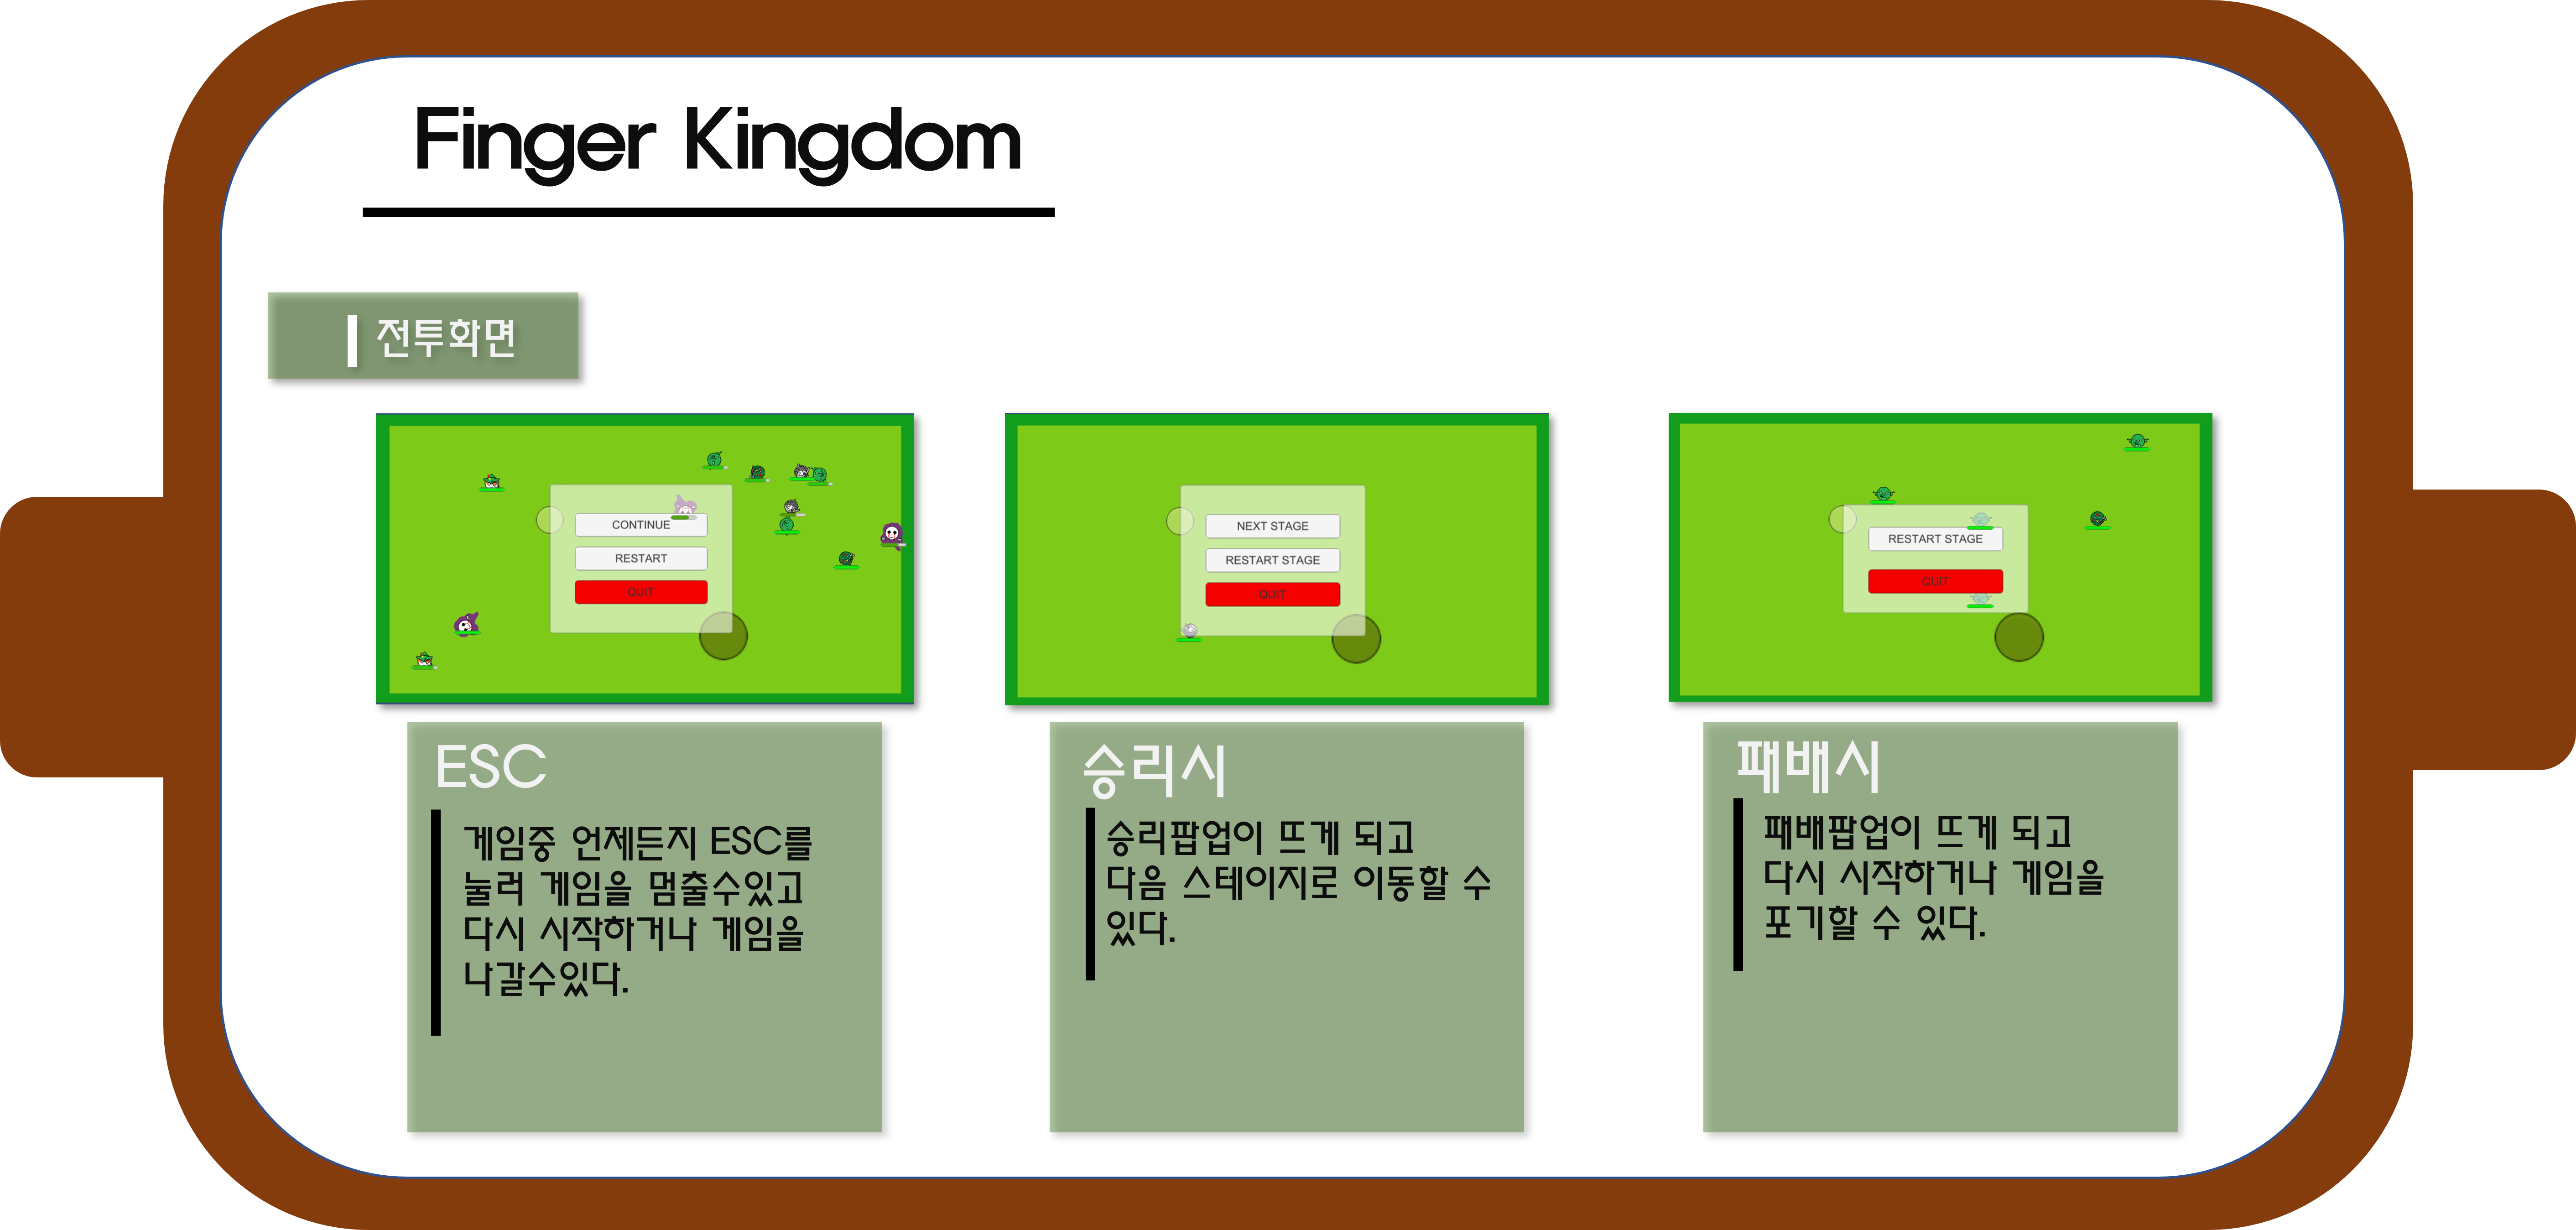 Finger Kingdom
전투화면
CONTINUE
RESTART
QUIT
NEXT STAGE
RESTART STAGE
QUIT
RESTART STAGE
QUIT
ESC
게임중 언제든지 ESC를
눌러 게임을 멈출수있고
다시 시작하거나 게임을
나갈수있다.
승리시
승리팝업이 뜨게 되고
다음 스테이지로 이동할 수
있다.
패배시
패배팝업이 뜨게 되고
다시 시작하거나 게임을
포기할 수 있다.